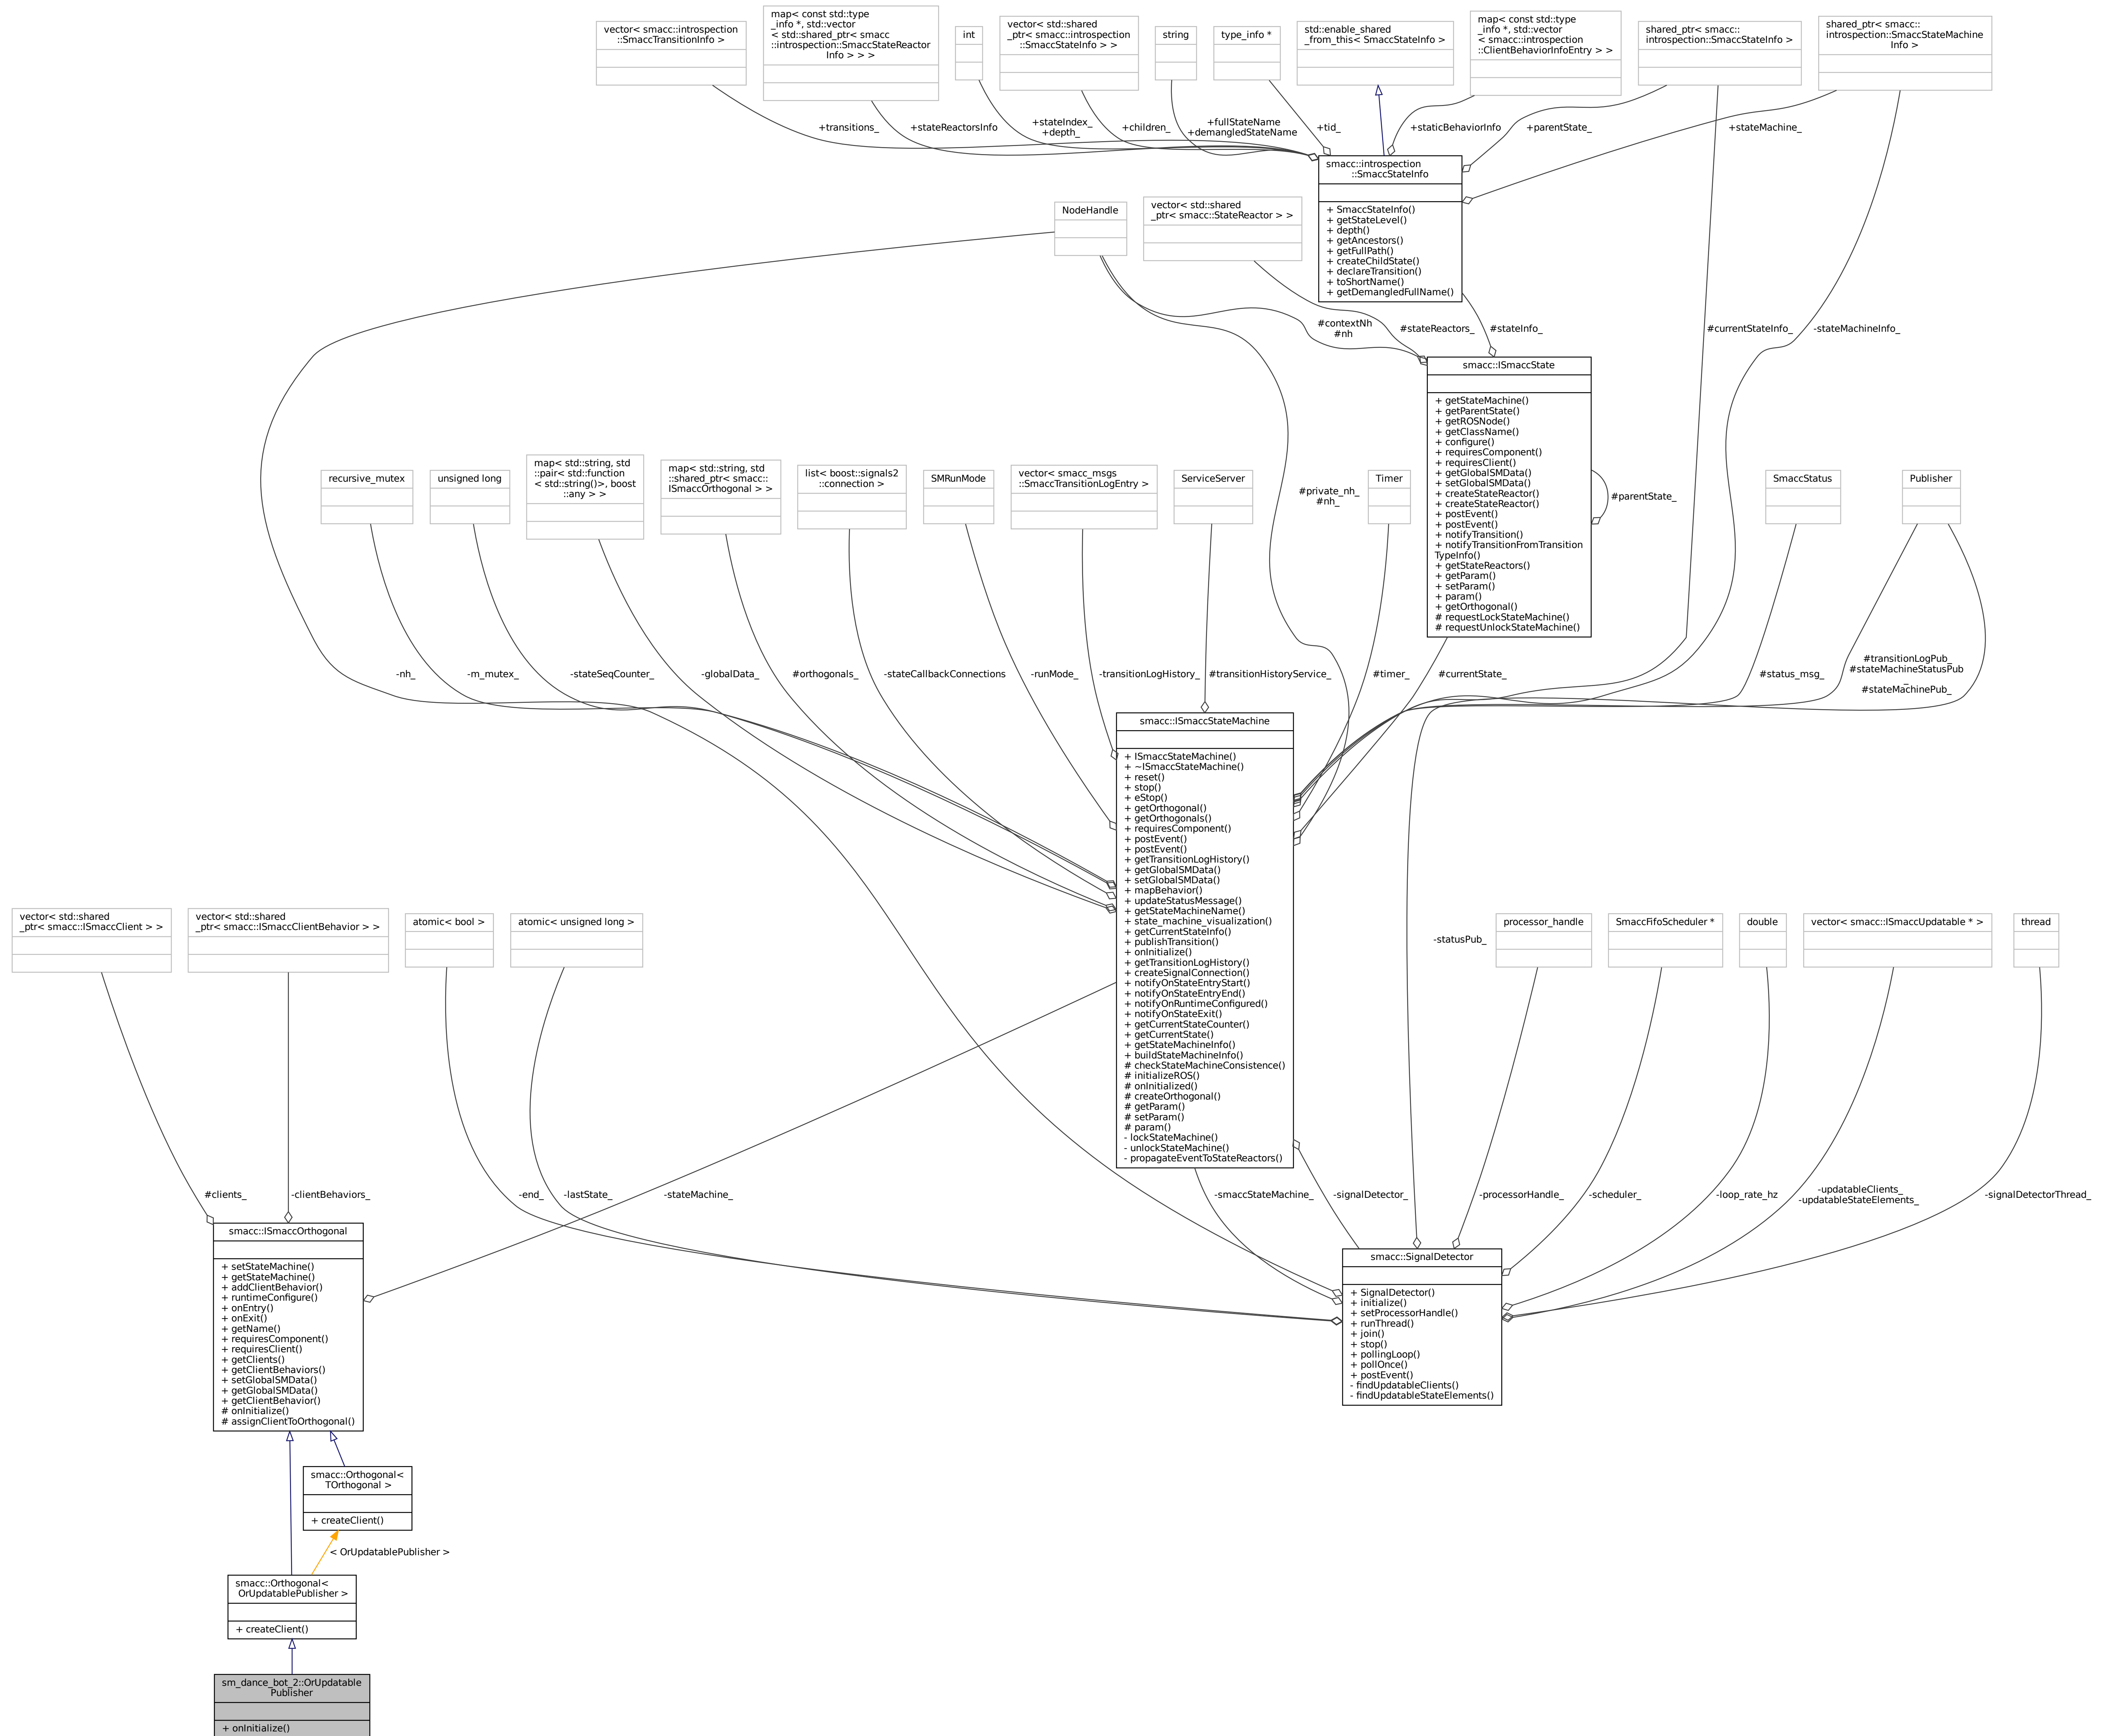 vector< smacc::introspection
::SmaccTransitionInfo >
map< const std::type
_info *, std::vector
< std::shared_ptr< smacc
::introspection::SmaccStateReactor
Info > > >
int
vector< std::shared
_ptr< smacc::introspection
::SmaccStateInfo > >
string
type_info *
std::enable_shared
_from_this< SmaccStateInfo >
map< const std::type
_info *, std::vector
< smacc::introspection
::ClientBehaviorInfoEntry > >
shared_ptr< smacc::
introspection::SmaccStateInfo >
shared_ptr< smacc::
introspection::SmaccStateMachine
Info >
+transitions_
+stateReactorsInfo
+stateIndex_
+depth_
+children_
+fullStateName
+demangledStateName
+tid_
+staticBehaviorInfo
+parentState_
+stateMachine_
smacc::introspection
::SmaccStateInfo
+ SmaccStateInfo()
+ getStateLevel()
+ depth()
+ getAncestors()
+ getFullPath()
+ createChildState()
+ declareTransition()
+ toShortName()
+ getDemangledFullName()
NodeHandle
vector< std::shared
_ptr< smacc::StateReactor > >
#contextNh
#nh
#stateReactors_
#stateInfo_
#currentStateInfo_
-stateMachineInfo_
smacc::ISmaccState
+ getStateMachine()
+ getParentState()
+ getROSNode()
+ getClassName()
+ configure()
+ requiresComponent()
+ requiresClient()
+ getGlobalSMData()
+ setGlobalSMData()
+ createStateReactor()
+ createStateReactor()
+ postEvent()
+ postEvent()
+ notifyTransition()
+ notifyTransitionFromTransition
TypeInfo()
+ getStateReactors()
+ getParam()
+ setParam()
+ param()
+ getOrthogonal()
# requestLockStateMachine()
# requestUnlockStateMachine()
#parentState_
recursive_mutex
unsigned long
map< std::string, std
::pair< std::function
< std::string()>, boost
::any > >
map< std::string, std
::shared_ptr< smacc::
ISmaccOrthogonal > >
list< boost::signals2
::connection >
SMRunMode
vector< smacc_msgs
::SmaccTransitionLogEntry >
ServiceServer
#private_nh_
#nh_
Timer
SmaccStatus
Publisher
-nh_
-m_mutex_
-stateSeqCounter_
-globalData_
#orthogonals_
-stateCallbackConnections
-runMode_
-transitionLogHistory_
#transitionHistoryService_
#timer_
#currentState_
#status_msg_
#transitionLogPub_
#stateMachineStatusPub
_
#stateMachinePub_
smacc::ISmaccStateMachine
+ ISmaccStateMachine()
+ ~ISmaccStateMachine()
+ reset()
+ stop()
+ eStop()
+ getOrthogonal()
+ getOrthogonals()
+ requiresComponent()
+ postEvent()
+ postEvent()
+ getTransitionLogHistory()
+ getGlobalSMData()
+ setGlobalSMData()
+ mapBehavior()
+ updateStatusMessage()
+ getStateMachineName()
+ state_machine_visualization()
+ getCurrentStateInfo()
+ publishTransition()
+ onInitialize()
+ getTransitionLogHistory()
+ createSignalConnection()
+ notifyOnStateEntryStart()
+ notifyOnStateEntryEnd()
+ notifyOnRuntimeConfigured()
+ notifyOnStateExit()
+ getCurrentStateCounter()
+ getCurrentState()
+ getStateMachineInfo()
+ buildStateMachineInfo()
# checkStateMachineConsistence()
# initializeROS()
# onInitialized()
# createOrthogonal()
# getParam()
# setParam()
# param()
- lockStateMachine()
- unlockStateMachine()
- propagateEventToStateReactors()
vector< std::shared
_ptr< smacc::ISmaccClient > >
vector< std::shared
_ptr< smacc::ISmaccClientBehavior > >
atomic< bool >
atomic< unsigned long >
-statusPub_
processor_handle
SmaccFifoScheduler *
double
vector< smacc::ISmaccUpdatable * >
thread
#clients_
-clientBehaviors_
-end_
-lastState_
-stateMachine_
-smaccStateMachine_
-signalDetector_
-processorHandle_
-scheduler_
-loop_rate_hz
-updatableClients_
-updatableStateElements_
-signalDetectorThread_
smacc::ISmaccOrthogonal
+ setStateMachine()
+ getStateMachine()
+ addClientBehavior()
+ runtimeConfigure()
+ onEntry()
+ onExit()
+ getName()
+ requiresComponent()
+ requiresClient()
+ getClients()
+ getClientBehaviors()
+ setGlobalSMData()
+ getGlobalSMData()
+ getClientBehavior()
# onInitialize()
# assignClientToOrthogonal()
smacc::SignalDetector
+ SignalDetector()
+ initialize()
+ setProcessorHandle()
+ runThread()
+ join()
+ stop()
+ pollingLoop()
+ pollOnce()
+ postEvent()
- findUpdatableClients()
- findUpdatableStateElements()
smacc::Orthogonal<
TOrthogonal >
+ createClient()
< OrUpdatablePublisher >
smacc::Orthogonal<
OrUpdatablePublisher >
+ createClient()
sm_dance_bot_2::OrUpdatable
Publisher
+ onInitialize()